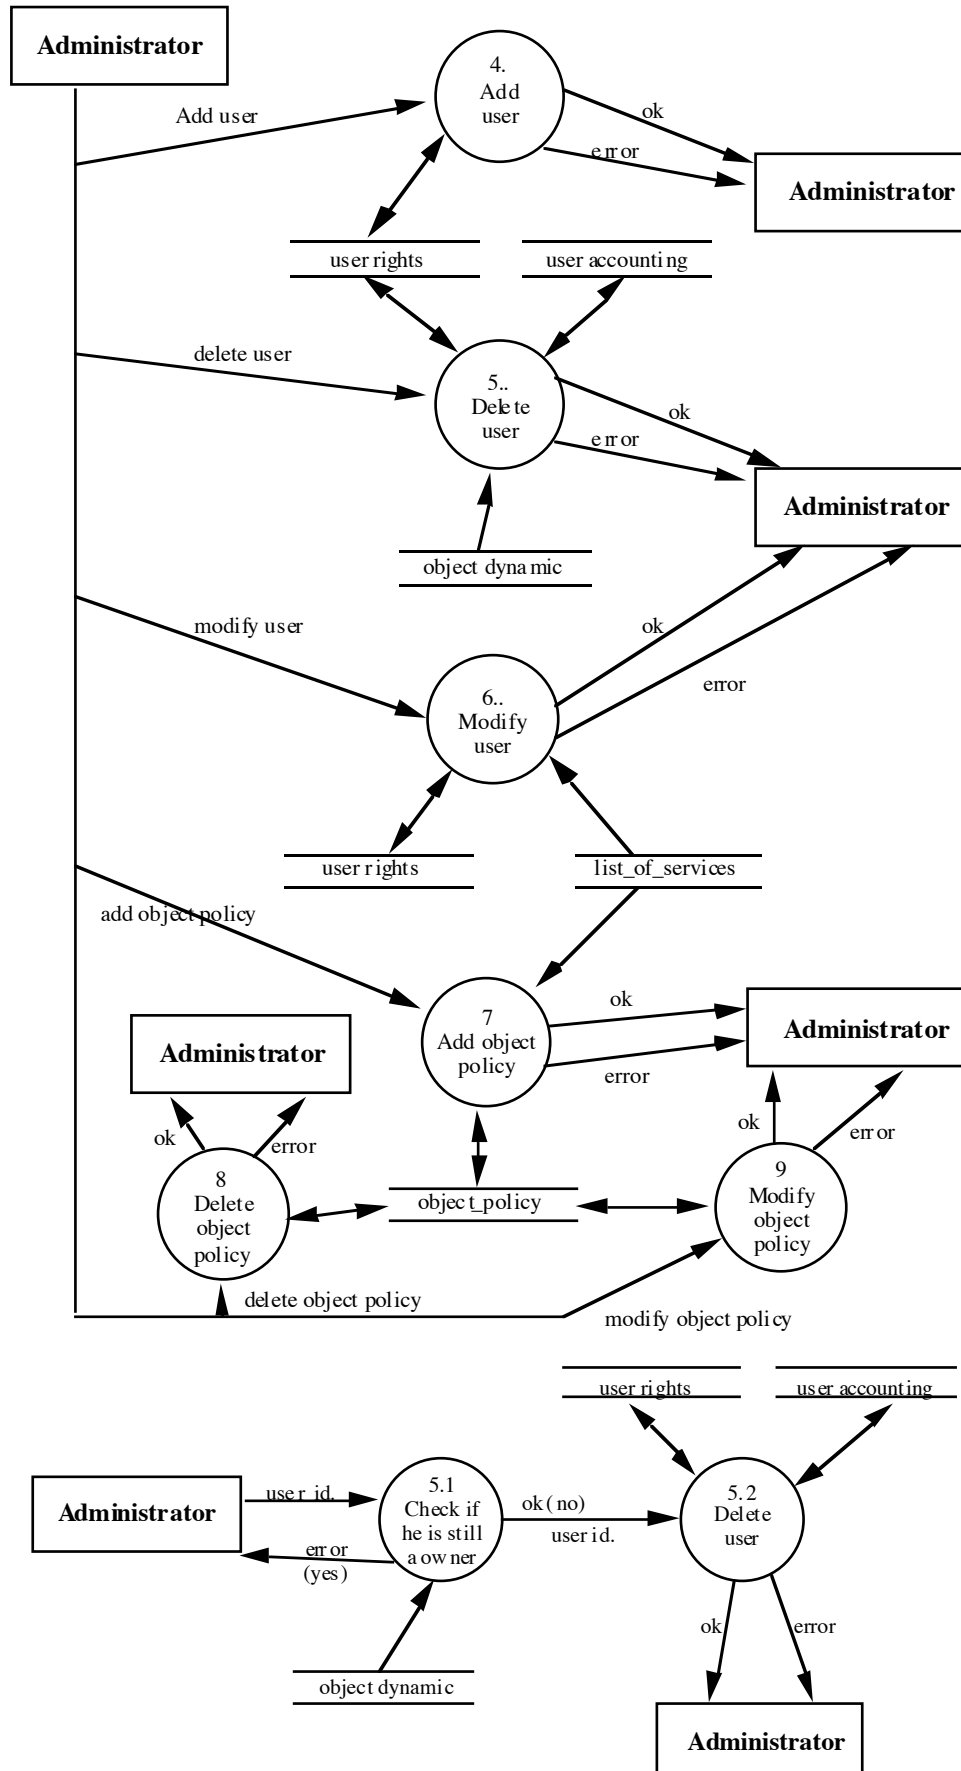 Administrator
4.
Add
user
Add user
ok
error
Administrator
user rights
user accounting
delete user
5..
Delete
user
ok
error
Administrator
object dynamic
modify user
ok
6..
Modify
user
error
user rights
list_of_services
add object policy
7
Add object
policy
ok
error
Administrator
Administrator
ok
error
ok
error
8
Delete
object
policy
object_policy
9
Modify
object
policy
delete object policy
modify object policy
user rights
user accounting
Administrator
user id.
error
(yes)
5.1
Check if
he is still
a owner
ok(no)
user id.
5.2
Delete
user
object dynamic
ok
error
Administrator